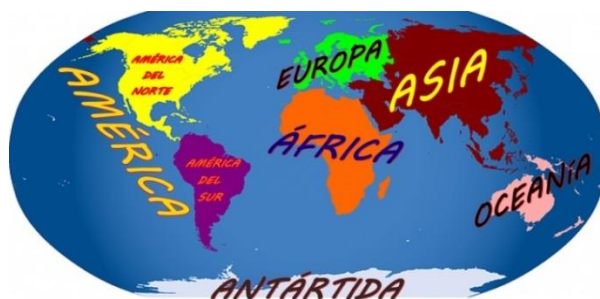 AMÉRICA
AMÉRICA
DEL
NORTE
AMÉRICA
DEL
SUR
EUROPA
ASIA
ÁFRICA
OCEANÍA
ANTÁRTIDA